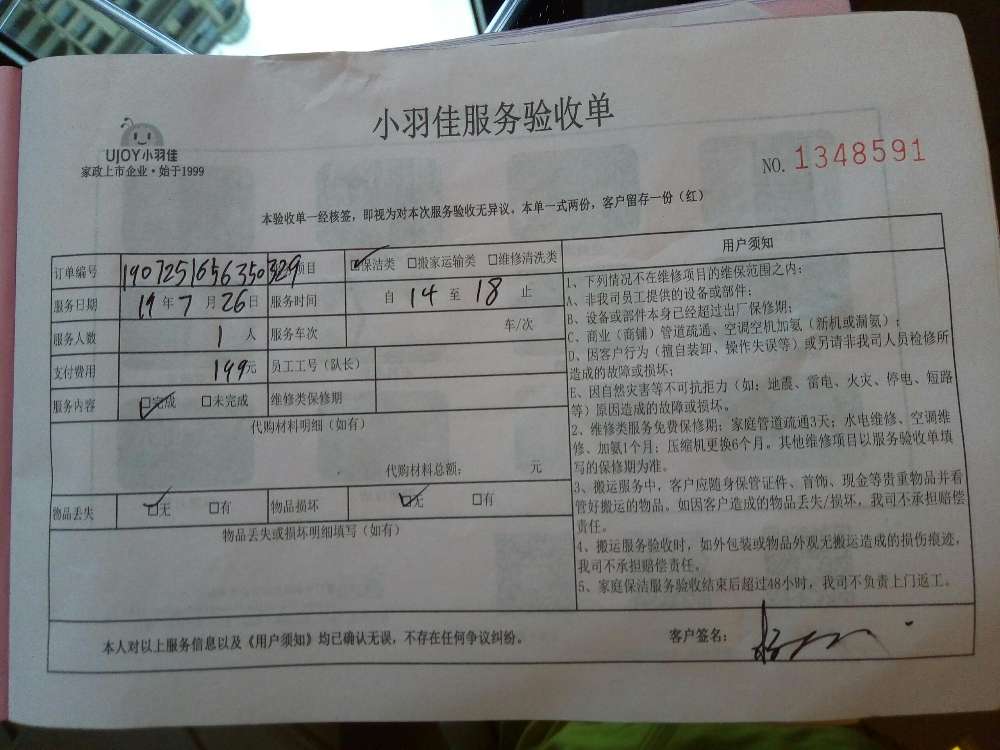 小羽佳服务验收单
UJOY小羽佳
家政上市企业·始于1999
NO. 1348591
本验收单一经核签，即视为对本次服务验收无异议。本单一式两份，客户留存一份（红）
订单编号 1907251656350329 项目 保洁类 □搬家运输类 □维修清洗类
服务日期 19年7月26日 服务时间 自 14 至 18 止
服务人数 1 人 服务车次 车/次
支付费用 199元 员工工号（队长）
服务内容 □完成 □未完成 维修类保修期
代购材料明细（如有）
代购材料总额： 元
物品丢失 □无 □有 物品损坏 □无 □有
物品丢失或损坏明细填写（如有）
用户须知
1、下列情况不在维修项目的维保范围之内：
A、非我司员工提供的设备或部件；
B、设备或部件本身已经超过出厂保修期；
C、商业（商铺）管道疏通、空调空机加氨（新机或漏氨）；
D、因客户行为（擅自装卸、操作失误等）或另请非我司人员检修所
造成的故障或损坏；
E、因自然灾害等不可抗拒力（如：地震、雷电、火灾、停电、短路
等）原因造成的故障或损坏。
2、维修类服务免费保修期：家庭管道疏通3天；水电维修、空调维
修、加氨1个月；压缩机更换6个月。其他维修项目以服务验收单填
写的保修期为准。
3、搬运服务中，客户应随身保管证件、首饰、现金等贵重物品并看
管好搬运的物品。如因客户造成的物品丢失/损坏，我司不承担赔偿
责任。
4、搬运服务验收时，如外包装或物品外观无搬运造成的损伤痕迹，
我司不承担赔偿责任。
5、家庭保洁服务验收结束后超过48小时，我司不负责上门返工。
本人对以上服务信息以及《用户须知》均已确认无误，不存在任何争议纠纷。 客户签名：